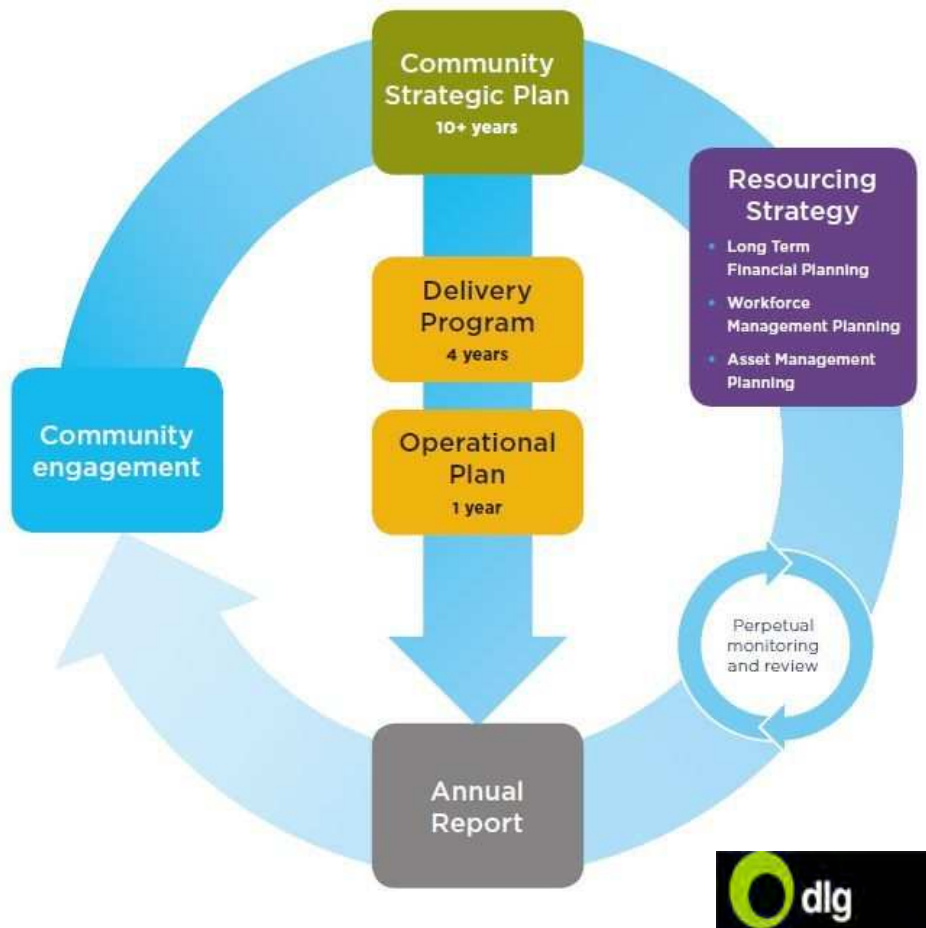 Community
Strategic Plan
10+ years
Resourcing
Strategy
• Long Term
Financial Planning
• Workforce
Management Planning
• Asset Management
Planning
Delivery
Program
4 years
Community
engagement
Operational
Plan
1 year
Perpetual
monitoring
and review
Annual
Report
dlg